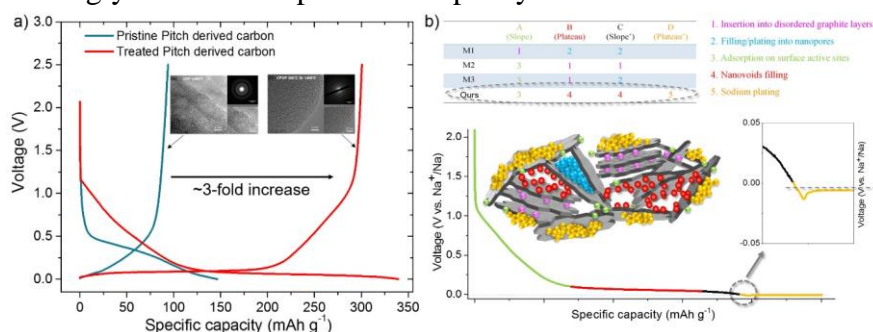 a)
Pristine Pitch derived carbon
Treated Pitch derived carbon
~3-fold increase
Voltage (V)
3.0
2.5
2.0
1.5
1.0
0.5
0.0
0 50 100 150 200 250 300 350
Specific capacity (mAh g⁻¹)
b)
A B C D
(Slope) (Plateau) (Slope') (Plateau')
M1 1 2 2
M2 3 1 1
M3 1 2
Ours 3 4 4 5
1. Insertion into disordered graphite layers
2. Filling/plating into nanopores
3. Adsorption on surface active sites
4. Nanovoids filling
5. Sodium plating
Voltage (V vs. Na⁺/Na)
2.0
1.5
1.0
0.5
0.0
0.05
0.00
-0.05
Voltage (V vs. Na⁺/Na)
Specific capacity (mAh g⁻¹)